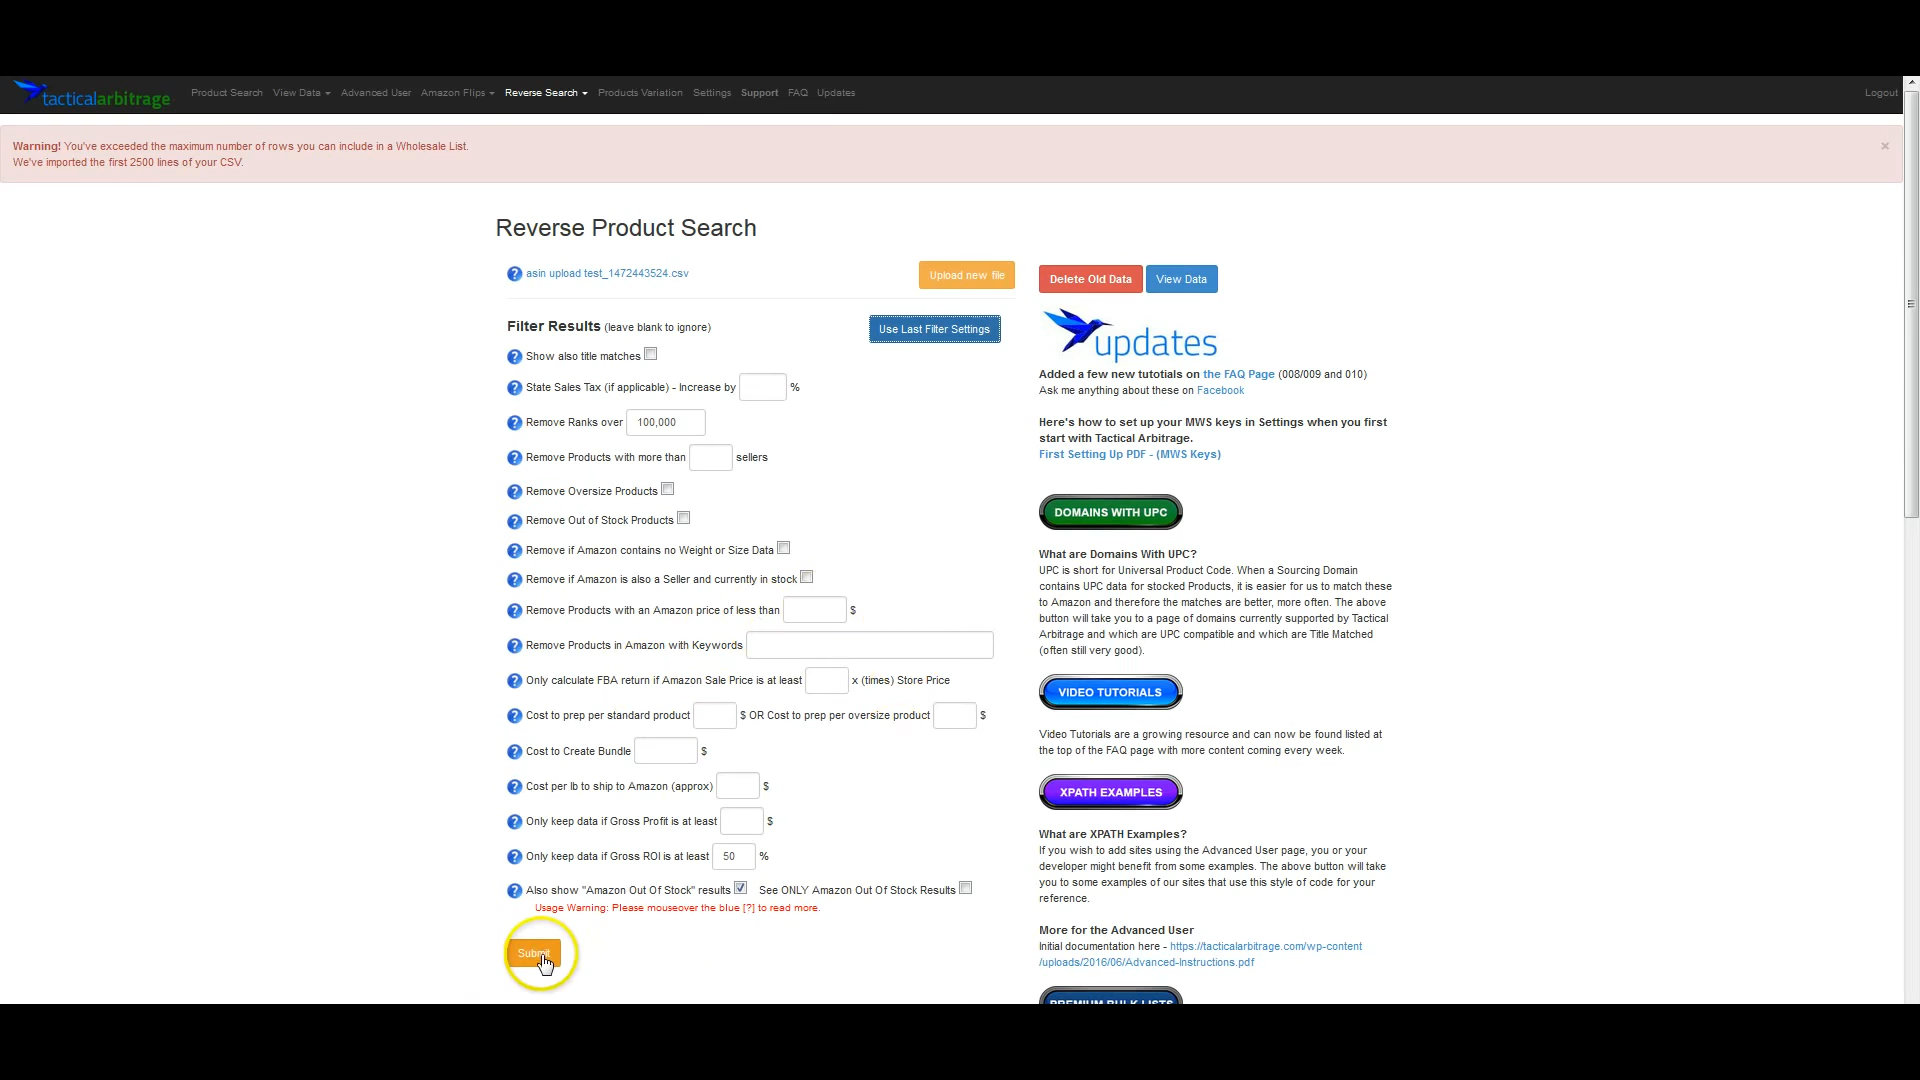 tacticalarbitrage Product Search View Data Advanced User Amazon Flips Reverse Search Products Variation Settings Support FAQ Updates Logout
Warning! You've exceeded the maximum number of rows you can include in a Wholesale List. ×
We've imported the first 2500 lines of your CSV.
Reverse Product Search
? asin upload test_1472443524.csv Upload new file
Filter Results (leave blank to ignore) Use Last Filter Settings
? Show also title matches
? State Sales Tax (if applicable) - Increase by %
? Remove Ranks over 100,000
? Remove Products with more than sellers
? Remove Oversize Products
? Remove Out of Stock Products
? Remove if Amazon contains no Weight or Size Data
? Remove if Amazon is also a Seller and currently in stock
? Remove Products with an Amazon price of less than $
? Remove Products in Amazon with Keywords
? Only calculate FBA return if Amazon Sale Price is at least x (times) Store Price
? Cost to prep per standard product $ OR Cost to prep per oversize product $
? Cost to Create Bundle $
? Cost per lb to ship to Amazon (approx) $
? Only keep data if Gross Profit is at least $
? Only keep data if Gross ROI is at least 50 %
? Also show "Amazon Out Of Stock" results See ONLY Amazon Out Of Stock Results
Usage Warning: Please mouseover the blue [?] to read more.
Submit
Delete Old Data View Data
updates
Added a few new tutotials on the FAQ Page (008/009 and 010)
Ask me anything about these on Facebook
Here's how to set up your MWS keys in Settings when you first
start with Tactical Arbitrage.
First Setting Up PDF - (MWS Keys)
DOMAINS WITH UPC
What are Domains With UPC?
UPC is short for Universal Product Code. When a Sourcing Domain
contains UPC data for stocked Products, it is easier for us to match these
to Amazon and therefore the matches are better, more often. The above
button will take you to a page of domains currently supported by Tactical
Arbitrage and which are UPC compatible and which are Title Matched
(often still very good).
VIDEO TUTORIALS
Video Tutorials are a growing resource and can now be found listed at
the top of the FAQ page with more content coming every week.
XPATH EXAMPLES
What are XPATH Examples?
If you wish to add sites using the Advanced User page, you or your
developer might benefit from some examples. The above button will take
you to some examples of our sites that use this style of code for your
reference.
More for the Advanced User
Initial documentation here - https://tacticalarbitrage.com/wp-content
/uploads/2016/06/Advanced-Instructions.pdf
PREMIUM BULK LISTS